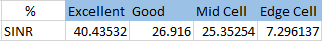 % Excellent Good Mid Cell Edge Cell
SINR 40.43532 26.916 25.35254 7.296137